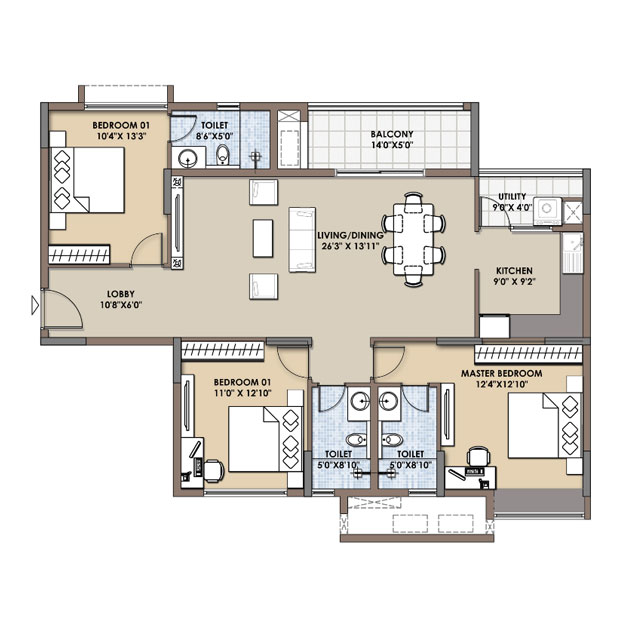 BEDROOM 01
10'4"X 13'3"
TOILET
8'6"X5'0"
BALCONY
14'0"X5'0"
UTILITY
9'0"X 4'0"
LIVING/DINING
26'3" X 13'11"
KITCHEN
9'0" X 9'2"
LOBBY
10'8"X6'0"
BEDROOM 01
11'0" X 12'10"
MASTER BEDROOM
12'4"X12'10"
TOILET
5'0"X8'10"
TOILET
5'0"X8'10"